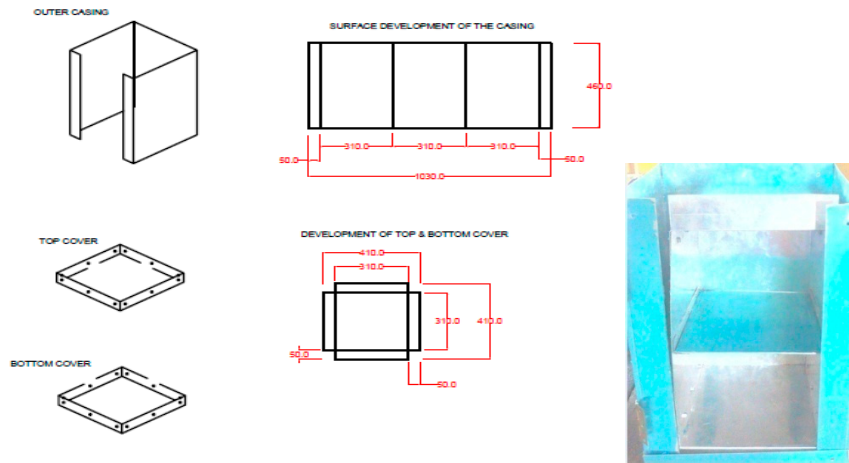 OUTER CASING
SURFACE DEVELOPMENT OF THE CASING
460.0
310.0 310.0 310.0
50.0 50.0
1030.0
TOP COVER
DEVELOPMENT OF TOP & BOTTOM COVER
410.0
310.0
310.0 410.0
50.0
50.0
BOTTOM COVER